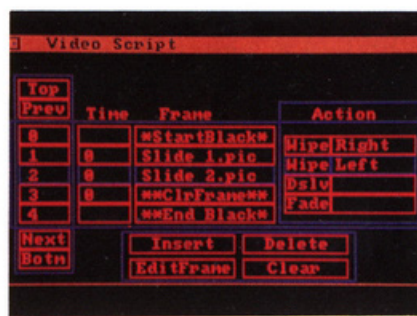 Video Script
Top
Prev Time Frame Action
0 *StartBlack*
Wipe Right
1 0 Slide 1.pic
Wipe Left
2 0 Slide 2.pic
Dslv
3 0 **ClrFrame**
Fade
4 **End Black*
Next Insert Delete
Botm EditFrame Clear